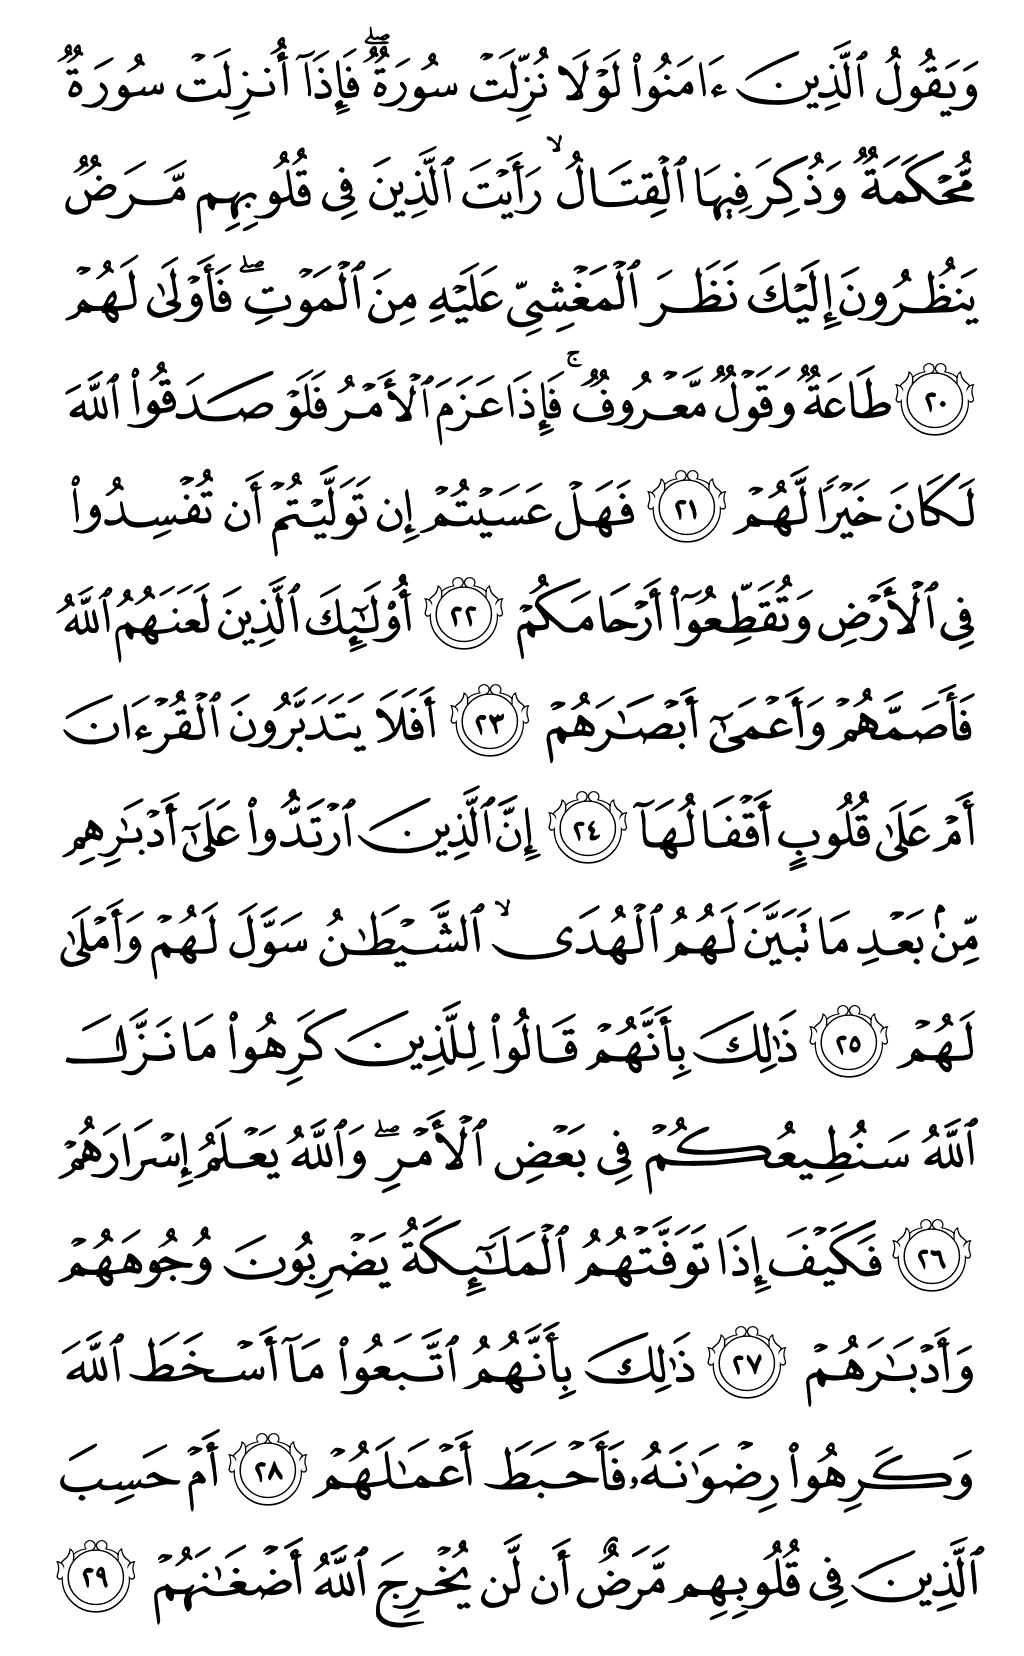 وَيَقُولُ ٱلَّذِينَ ءَامَنُوا۟ لَوْلَا نُزِّلَتْ سُورَةٌ ۖ فَإِذَآ أُنزِلَتْ سُورَةٌ
مُّحْكَمَةٌ وَذُكِرَ فِيهَا ٱلْقِتَالُ ۙ رَأَيْتَ ٱلَّذِينَ فِى قُلُوبِهِم مَّرَضٌ
يَنظُرُونَ إِلَيْكَ نَظَرَ ٱلْمَغْشِىِّ عَلَيْهِ مِنَ ٱلْمَوْتِ ۖ فَأَوْلَىٰ لَهُمْ
٢٠ طَاعَةٌ وَقَوْلٌ مَّعْرُوفٌ ۚ فَإِذَا عَزَمَ ٱلْأَمْرُ فَلَوْ صَدَقُوا۟ ٱللَّهَ
لَكَانَ خَيْرًا لَّهُمْ ٢١ فَهَلْ عَسَيْتُمْ إِن تَوَلَّيْتُمْ أَن تُفْسِدُوا۟
فِى ٱلْأَرْضِ وَتُقَطِّعُوٓا۟ أَرْحَامَكُمْ ٢٢ أُو۟لَٰٓئِكَ ٱلَّذِينَ لَعَنَهُمُ ٱللَّهُ
فَأَصَمَّهُمْ وَأَعْمَىٰٓ أَبْصَٰرَهُمْ ٢٣ أَفَلَا يَتَدَبَّرُونَ ٱلْقُرْءَانَ
أَمْ عَلَىٰ قُلُوبٍ أَقْفَالُهَآ ٢٤ إِنَّ ٱلَّذِينَ ٱرْتَدُّوا۟ عَلَىٰٓ أَدْبَٰرِهِم
مِّنۢ بَعْدِ مَا تَبَيَّنَ لَهُمُ ٱلْهُدَى ۙ ٱلشَّيْطَٰنُ سَوَّلَ لَهُمْ وَأَمْلَىٰ
لَهُمْ ٢٥ ذَٰلِكَ بِأَنَّهُمْ قَالُوا۟ لِلَّذِينَ كَرِهُوا۟ مَا نَزَّلَ
ٱللَّهُ سَنُطِيعُكُمْ فِى بَعْضِ ٱلْأَمْرِ ۖ وَٱللَّهُ يَعْلَمُ إِسْرَارَهُمْ
٢٦ فَكَيْفَ إِذَا تَوَفَّتْهُمُ ٱلْمَلَٰٓئِكَةُ يَضْرِبُونَ وُجُوهَهُمْ
وَأَدْبَٰرَهُمْ ٢٧ ذَٰلِكَ بِأَنَّهُمُ ٱتَّبَعُوا۟ مَآ أَسْخَطَ ٱللَّهَ
وَكَرِهُوا۟ رِضْوَٰنَهُۥ فَأَحْبَطَ أَعْمَٰلَهُمْ ٢٨ أَمْ حَسِبَ
ٱلَّذِينَ فِى قُلُوبِهِم مَّرَضٌ أَن لَّن يُخْرِجَ ٱللَّهُ أَضْغَٰنَهُمْ ٢٩